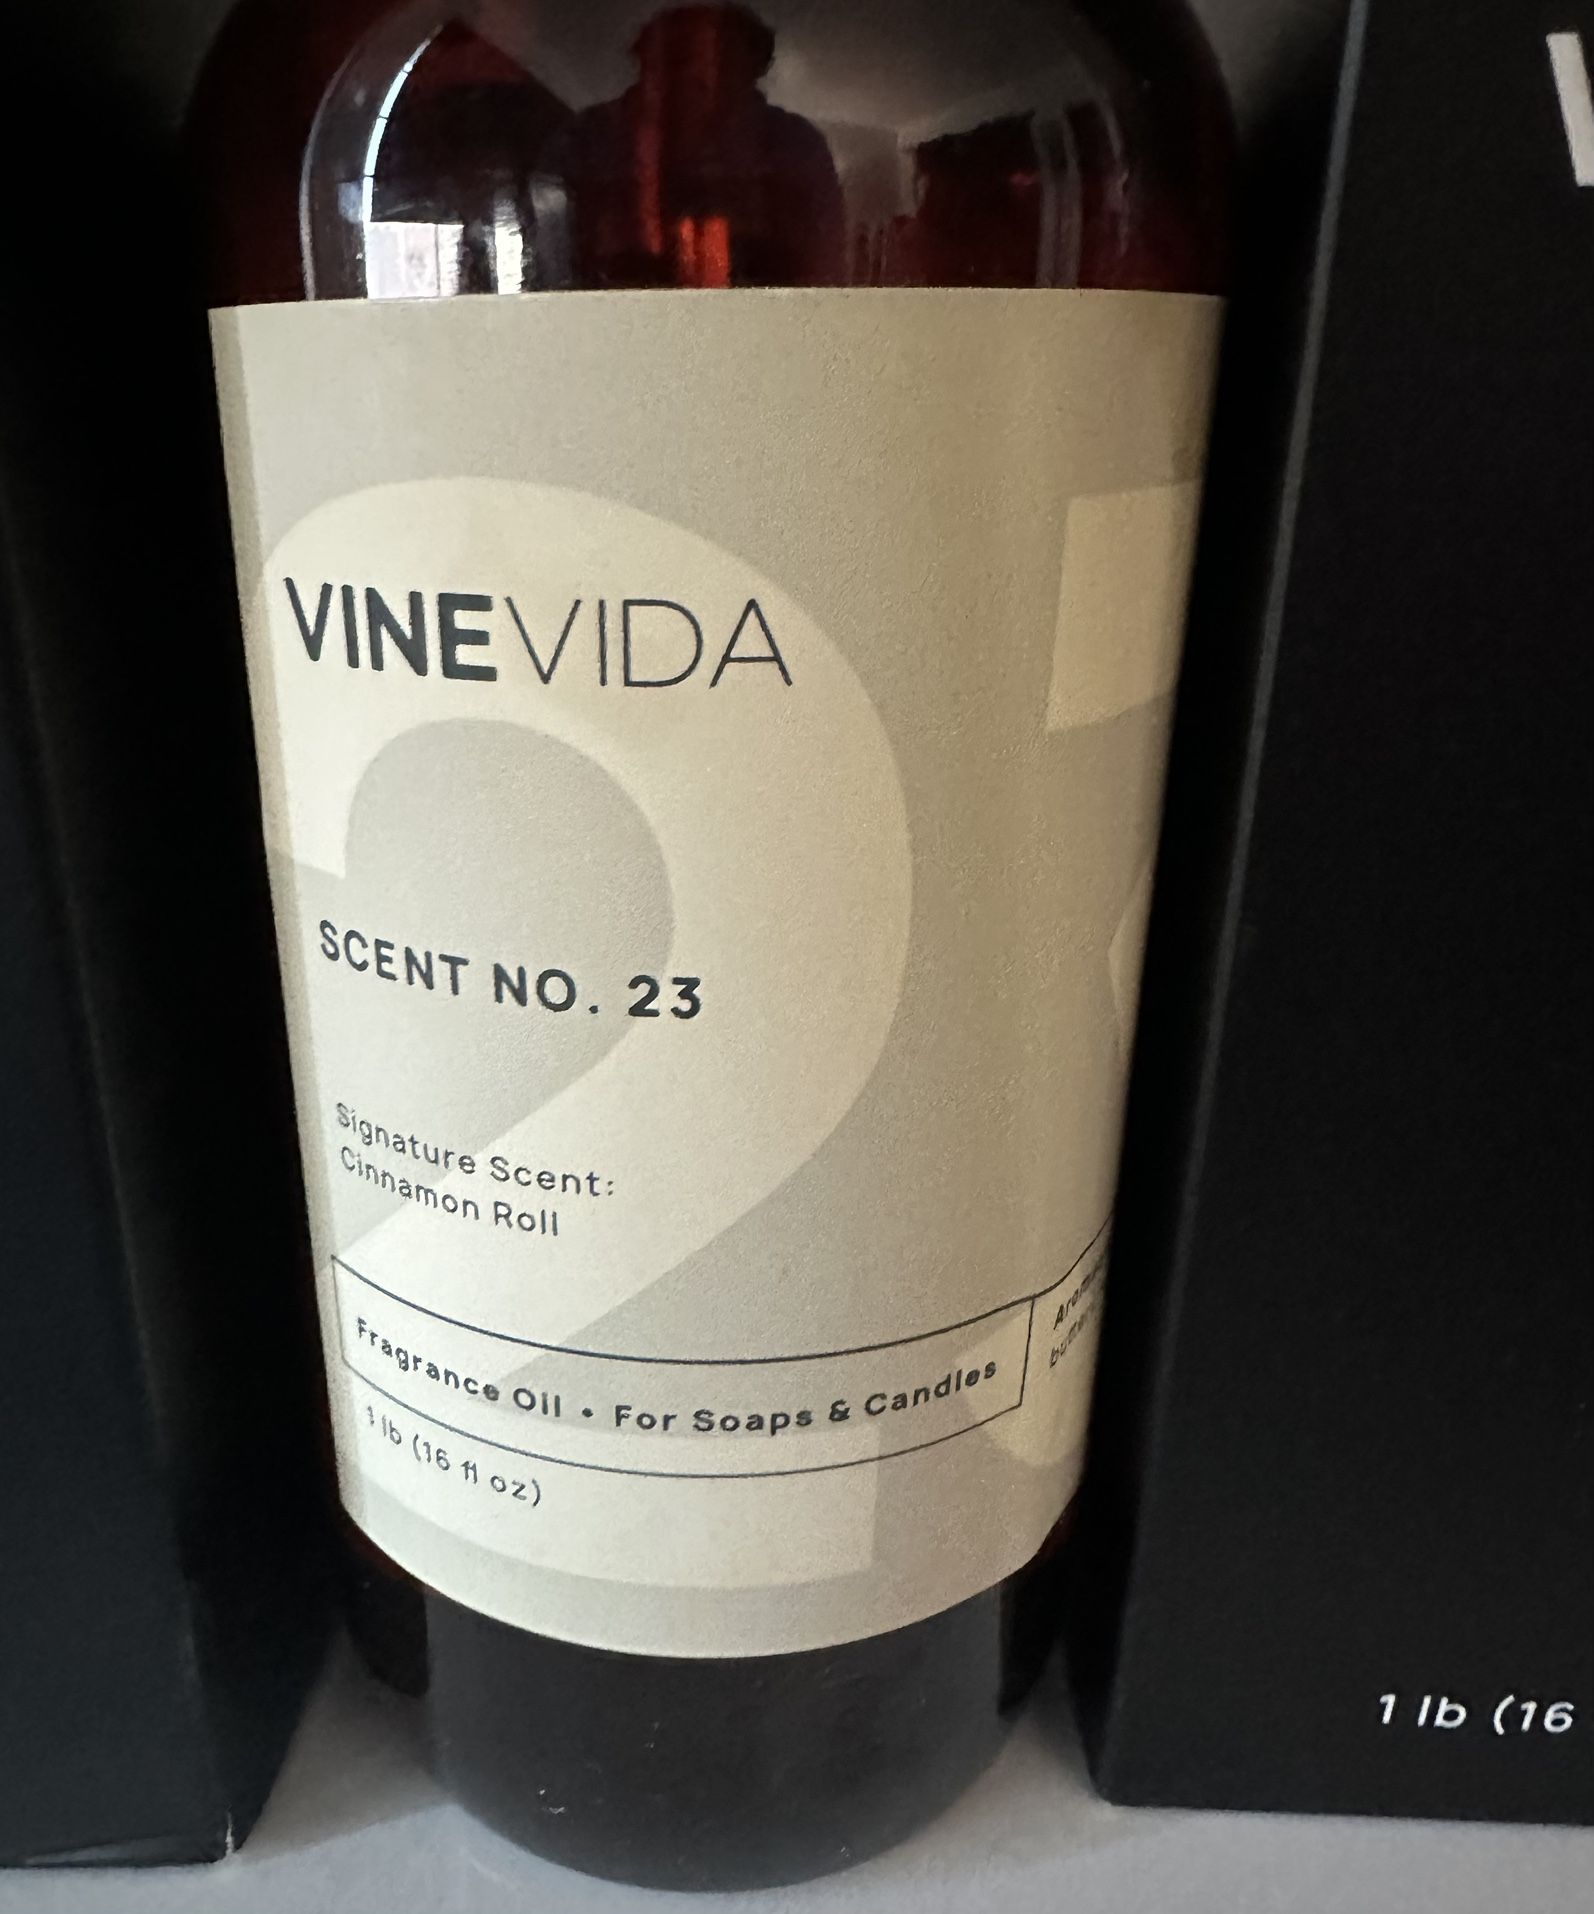 VINEVIDA
SCENT NO. 23
Signature Scent:
Cinnamon Roll
Fragrance Oil • For Soaps & Candles
1 lb (16 fl oz)
1 lb (16